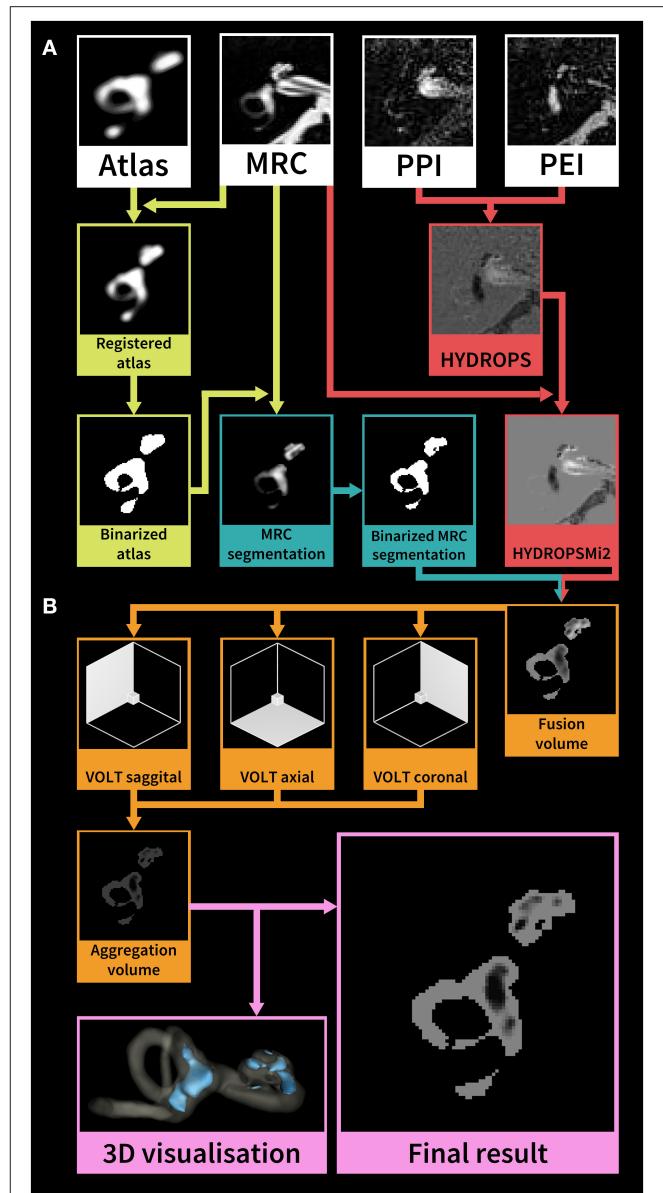 A
Atlas
MRC
PPI
PEI
Registered
atlas
HYDROPS
Binarized
atlas
MRC
segmentation
Binarized MRC
segmentation
HYDROPSMi2
B
VOLT saggital
VOLT axial
VOLT coronal
Fusion
volume
Aggregation
volume
3D visualisation
Final result